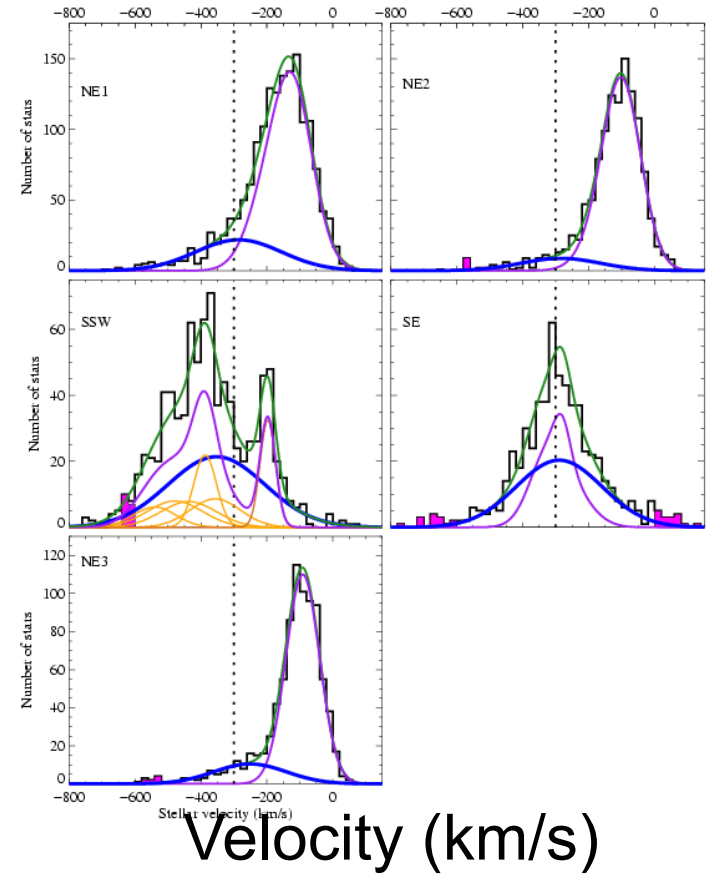 −800 −600 −400 −200 0 −800 −600 −400 −200 0
NE1
Number of stars
150
100
50
0
NE2
SSW
Number of stars
60
40
20
0
SE
NE3
Number of stars
120
100
80
60
40
20
0
−800 −600 −400 −200 0
Stellar velocity (km/s)
Velocity (km/s)